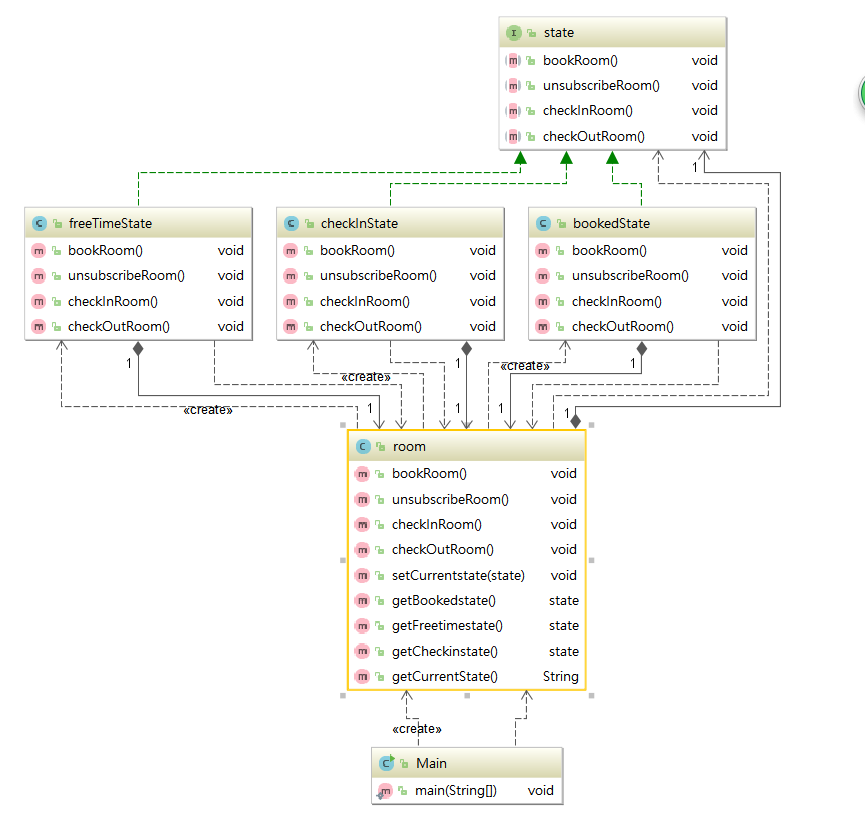 state
bookRoom() void
unsubscribeRoom() void
checkInRoom() void
checkOutRoom() void
1
freeTimeState
bookRoom() void
unsubscribeRoom() void
checkInRoom() void
checkOutRoom() void
checkInState
bookRoom() void
unsubscribeRoom() void
checkInRoom() void
checkOutRoom() void
bookedState
bookRoom() void
unsubscribeRoom() void
checkInRoom() void
checkOutRoom() void
1 1 1
«create» «create»
«create» 1 1 1 1
room
bookRoom() void
unsubscribeRoom() void
checkInRoom() void
checkOutRoom() void
setCurrentstate(state) void
getBookedstate() state
getFreetimestate() state
getCheckinstate() state
getCurrentState() String
«create»
Main
main(String[]) void